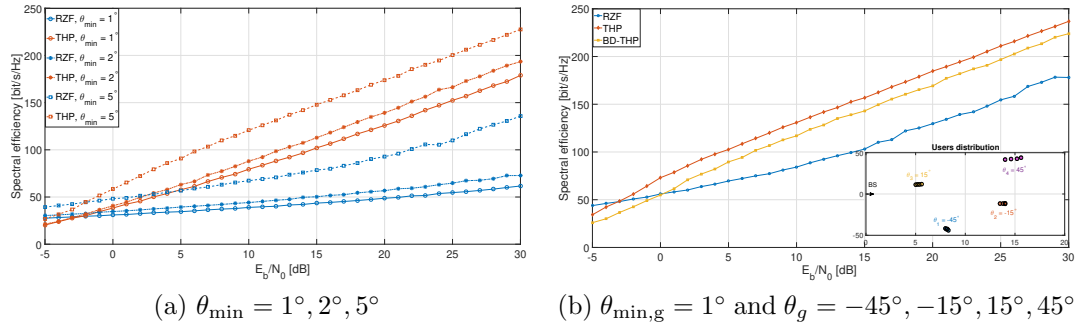 RZF, θmin = 1°
THP, θmin = 1°
RZF, θmin = 2°
THP, θmin = 2°
RZF, θmin = 5°
THP, θmin = 5°
Spectral efficiency [bit/s/Hz]
250
200
150
100
50
0
-5 0 5 10 15 20 25 30
Eb/N0 [dB]
(a) θmin = 1°, 2°, 5°
RZF
THP
BD-THP
Spectral efficiency [bit/s/Hz]
250
200
150
100
50
0
-5 0 5 10 15 20 25 30
Eb/N0 [dB]
Users distribution
50
0
-50
0 5 10 15 20
BS
θ4 = 45°
θ3 = 15°
θ2 = -15°
θ1 = -45°
(b) θmin,g = 1° and θg = −45°, −15°, 15°, 45°